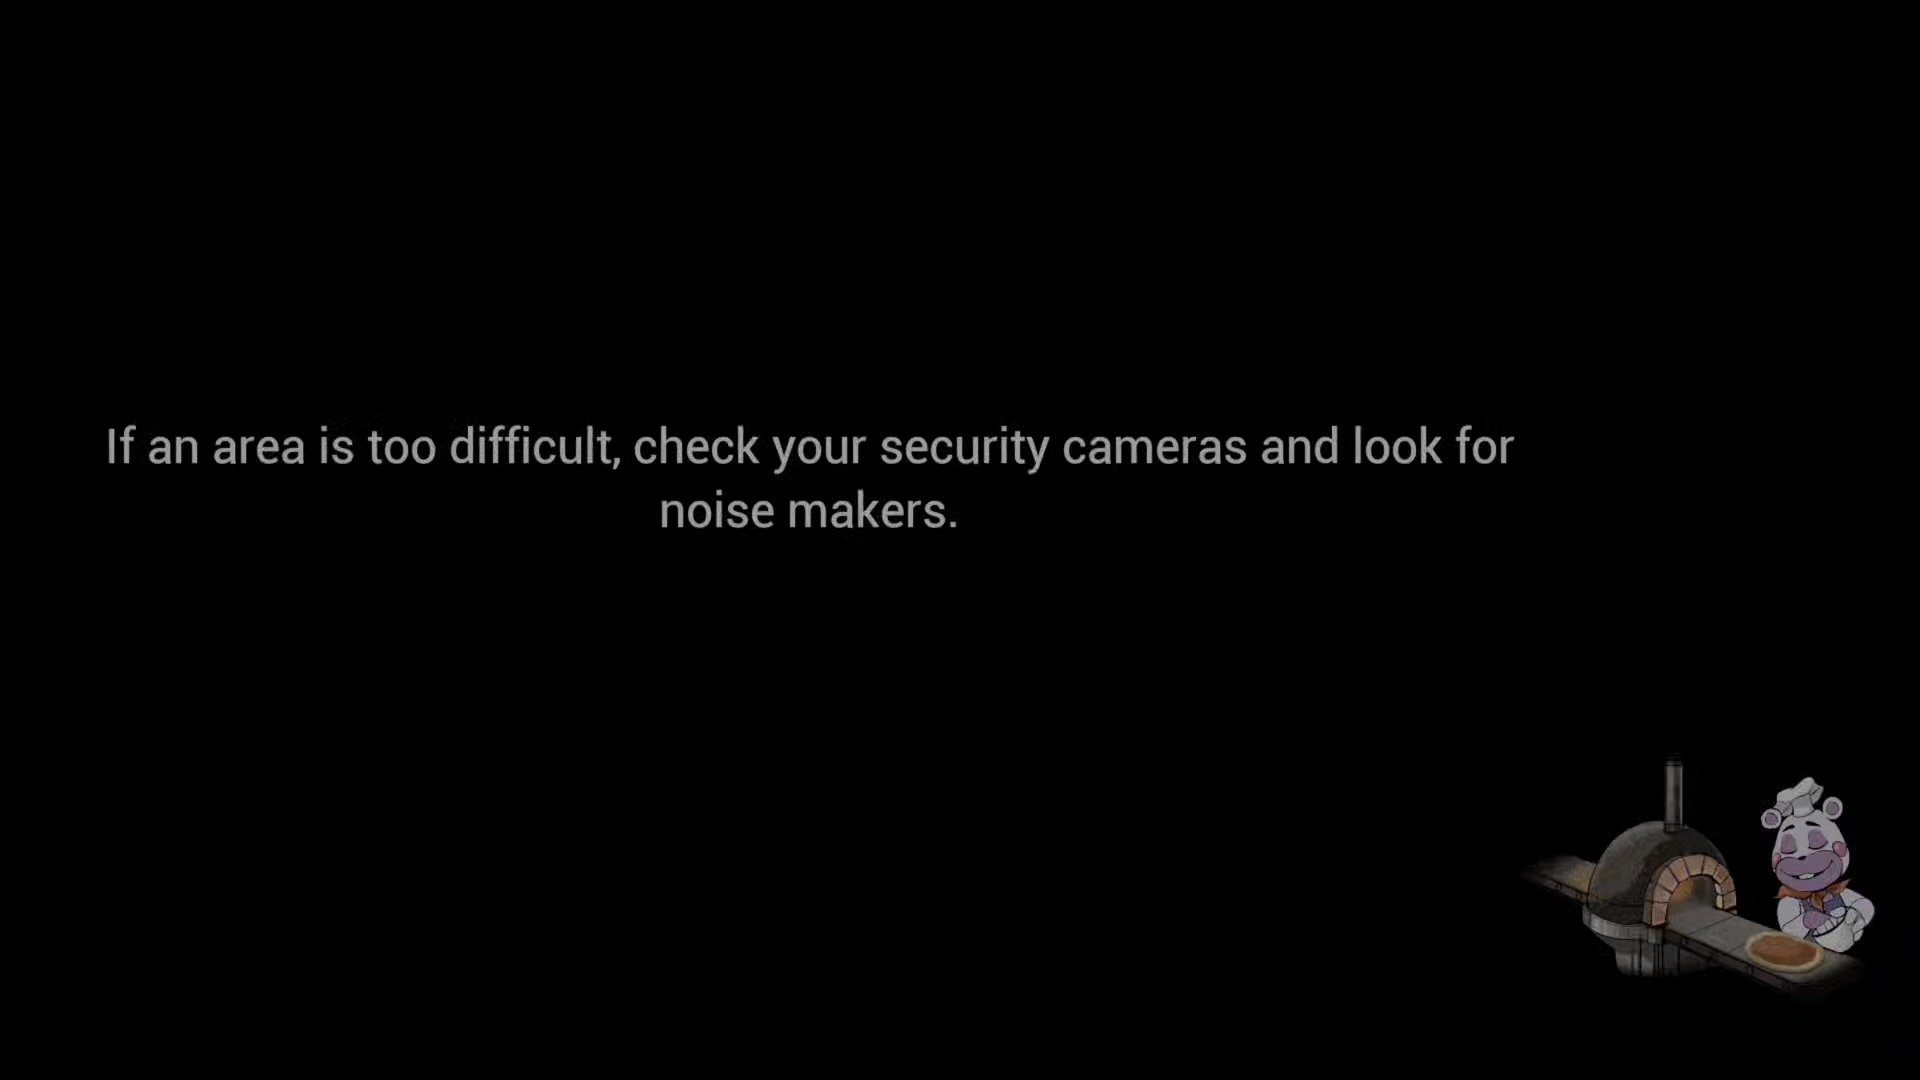 If an area is too difficult, check your security cameras and look for
noise makers.